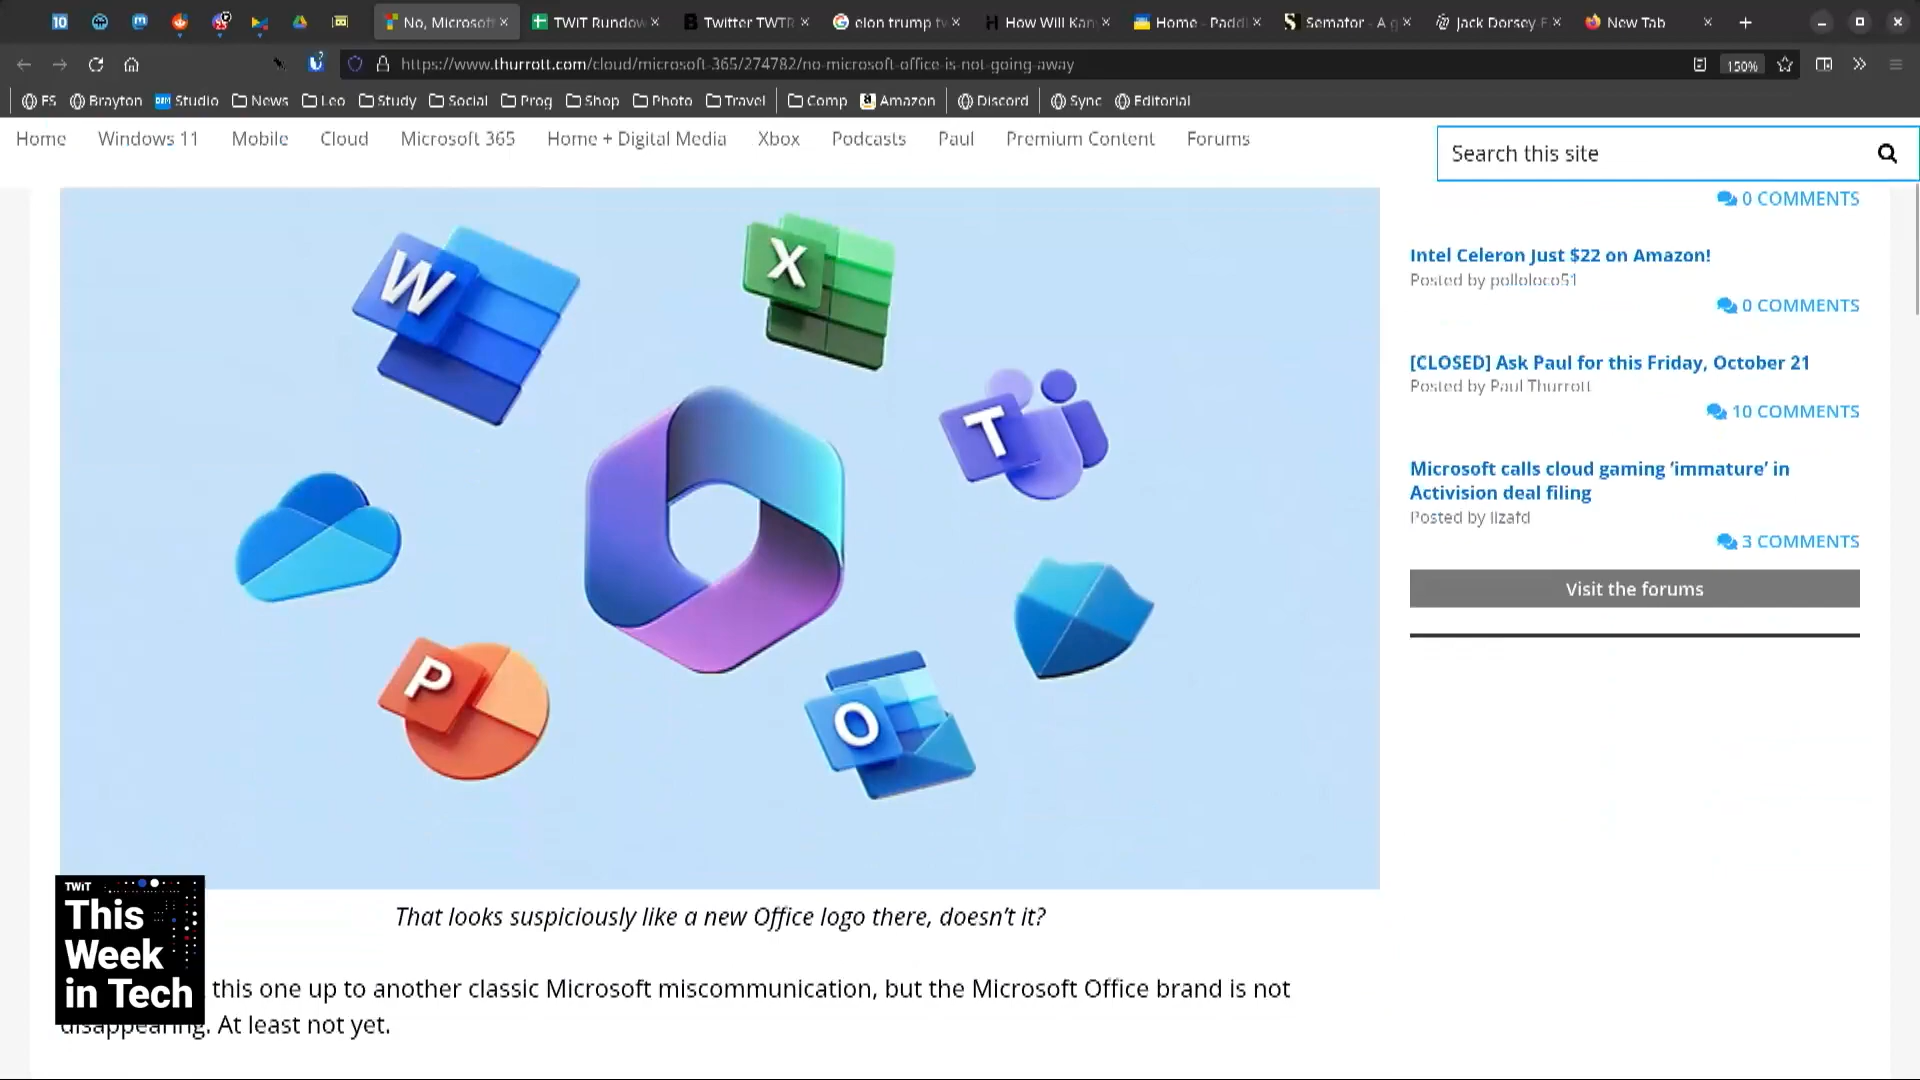 10
No, Microsoft
TWiT Rundow
Twitter TWTR
elon trump tw
How Will Kan
Home - Paddl
Semafor - A g
Jack Dorsey F
New Tab
https://www.thurrott.com/cloud/microsoft-365/274782/no-microsoft-office-is-not-going-away
150%
FS
Brayton
Studio
News
Leo
Study
Social
Prog
Shop
Photo
Travel
Comp
Amazon
Discord
Sync
Editorial
Home
Windows 11
Mobile
Cloud
Microsoft 365
Home + Digital Media
Xbox
Podcasts
Paul
Premium Content
Forums
Search this site
W
X
T
P
O
0 COMMENTS
Intel Celeron Just $22 on Amazon!
Posted by polloloco51
0 COMMENTS
[CLOSED] Ask Paul for this Friday, October 21
Posted by Paul Thurrott
10 COMMENTS
Microsoft calls cloud gaming ‘immature’ in
Activision deal filing
Posted by lizafd
3 COMMENTS
Visit the forums
That looks suspiciously like a new Office logo there, doesn’t it?
this one up to another classic Microsoft miscommunication, but the Microsoft Office brand is not
disappearing. At least not yet.
TWiT
This
Week
in Tech